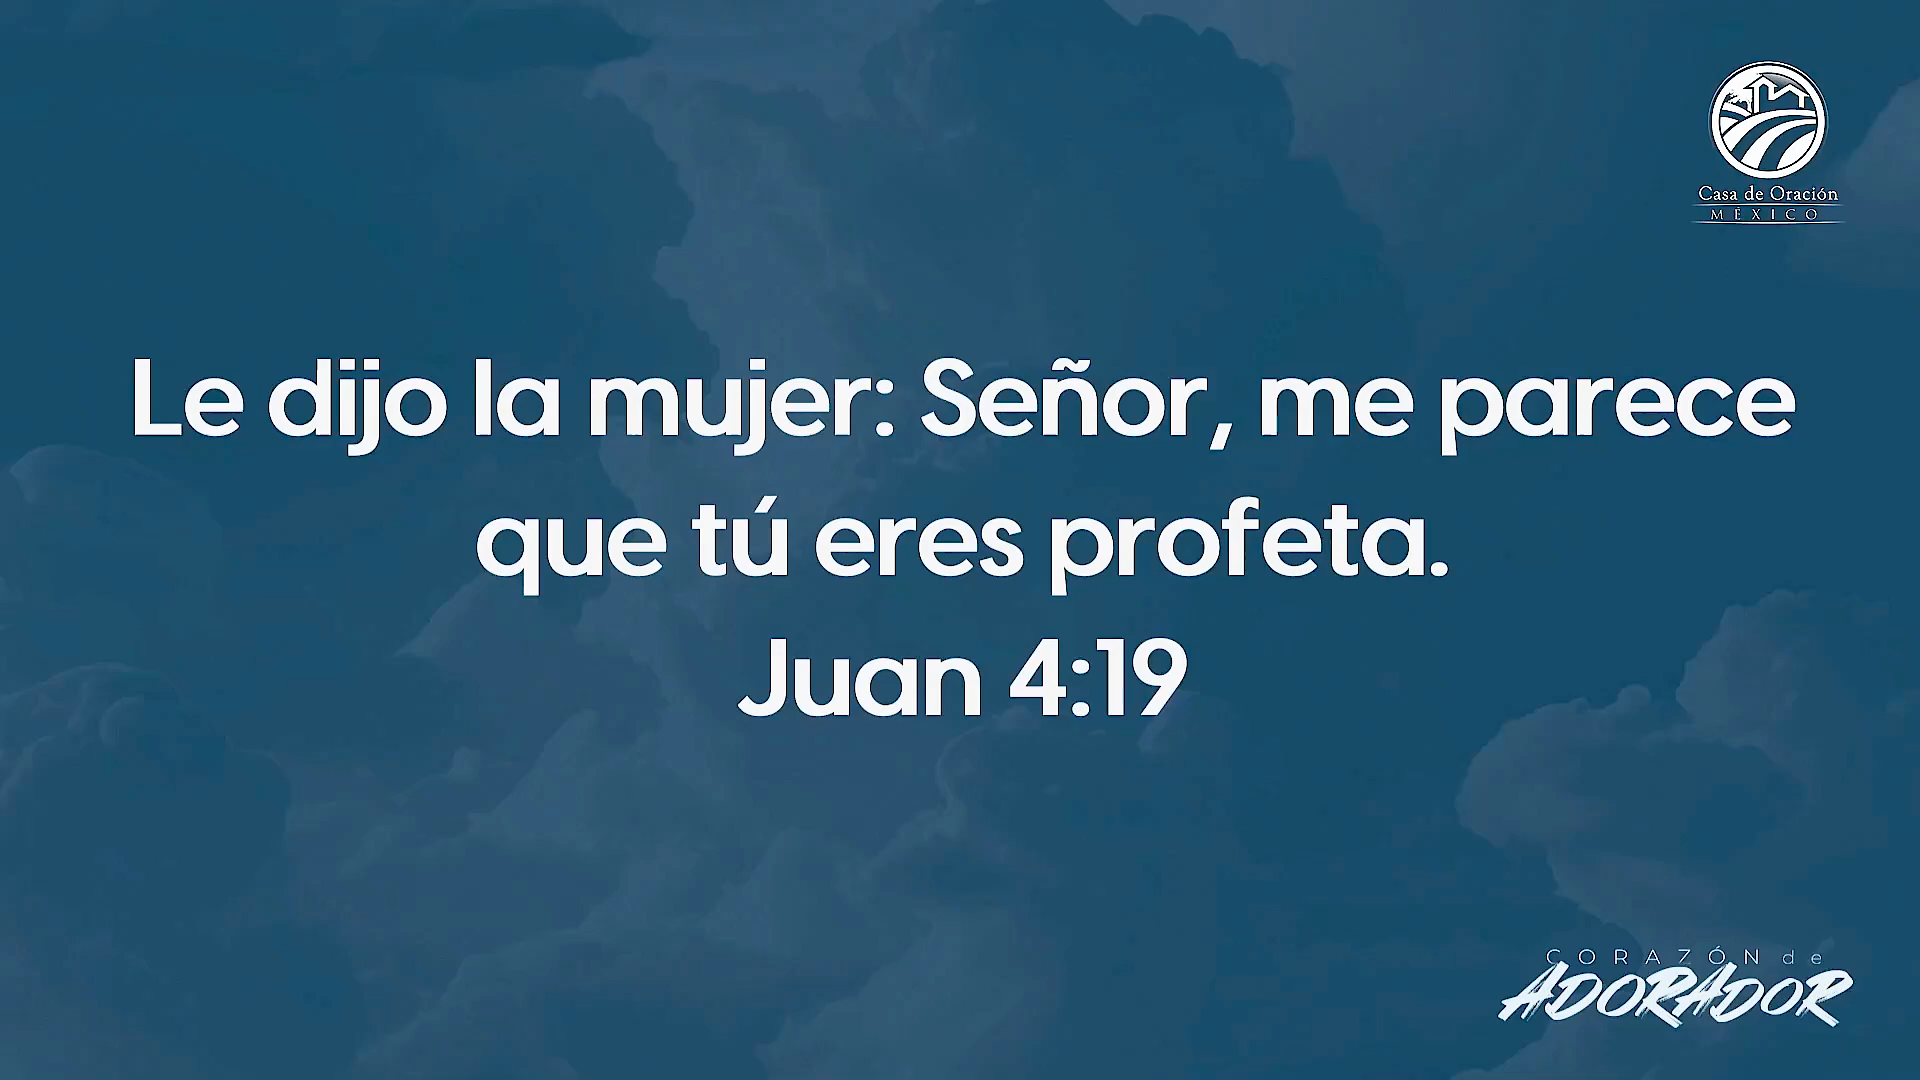 Casa de Oración
MÉXICO
Le dijo la mujer: Señor, me parece
que tú eres profeta.
Juan 4:19
CORAZÓN de
ADORADOR